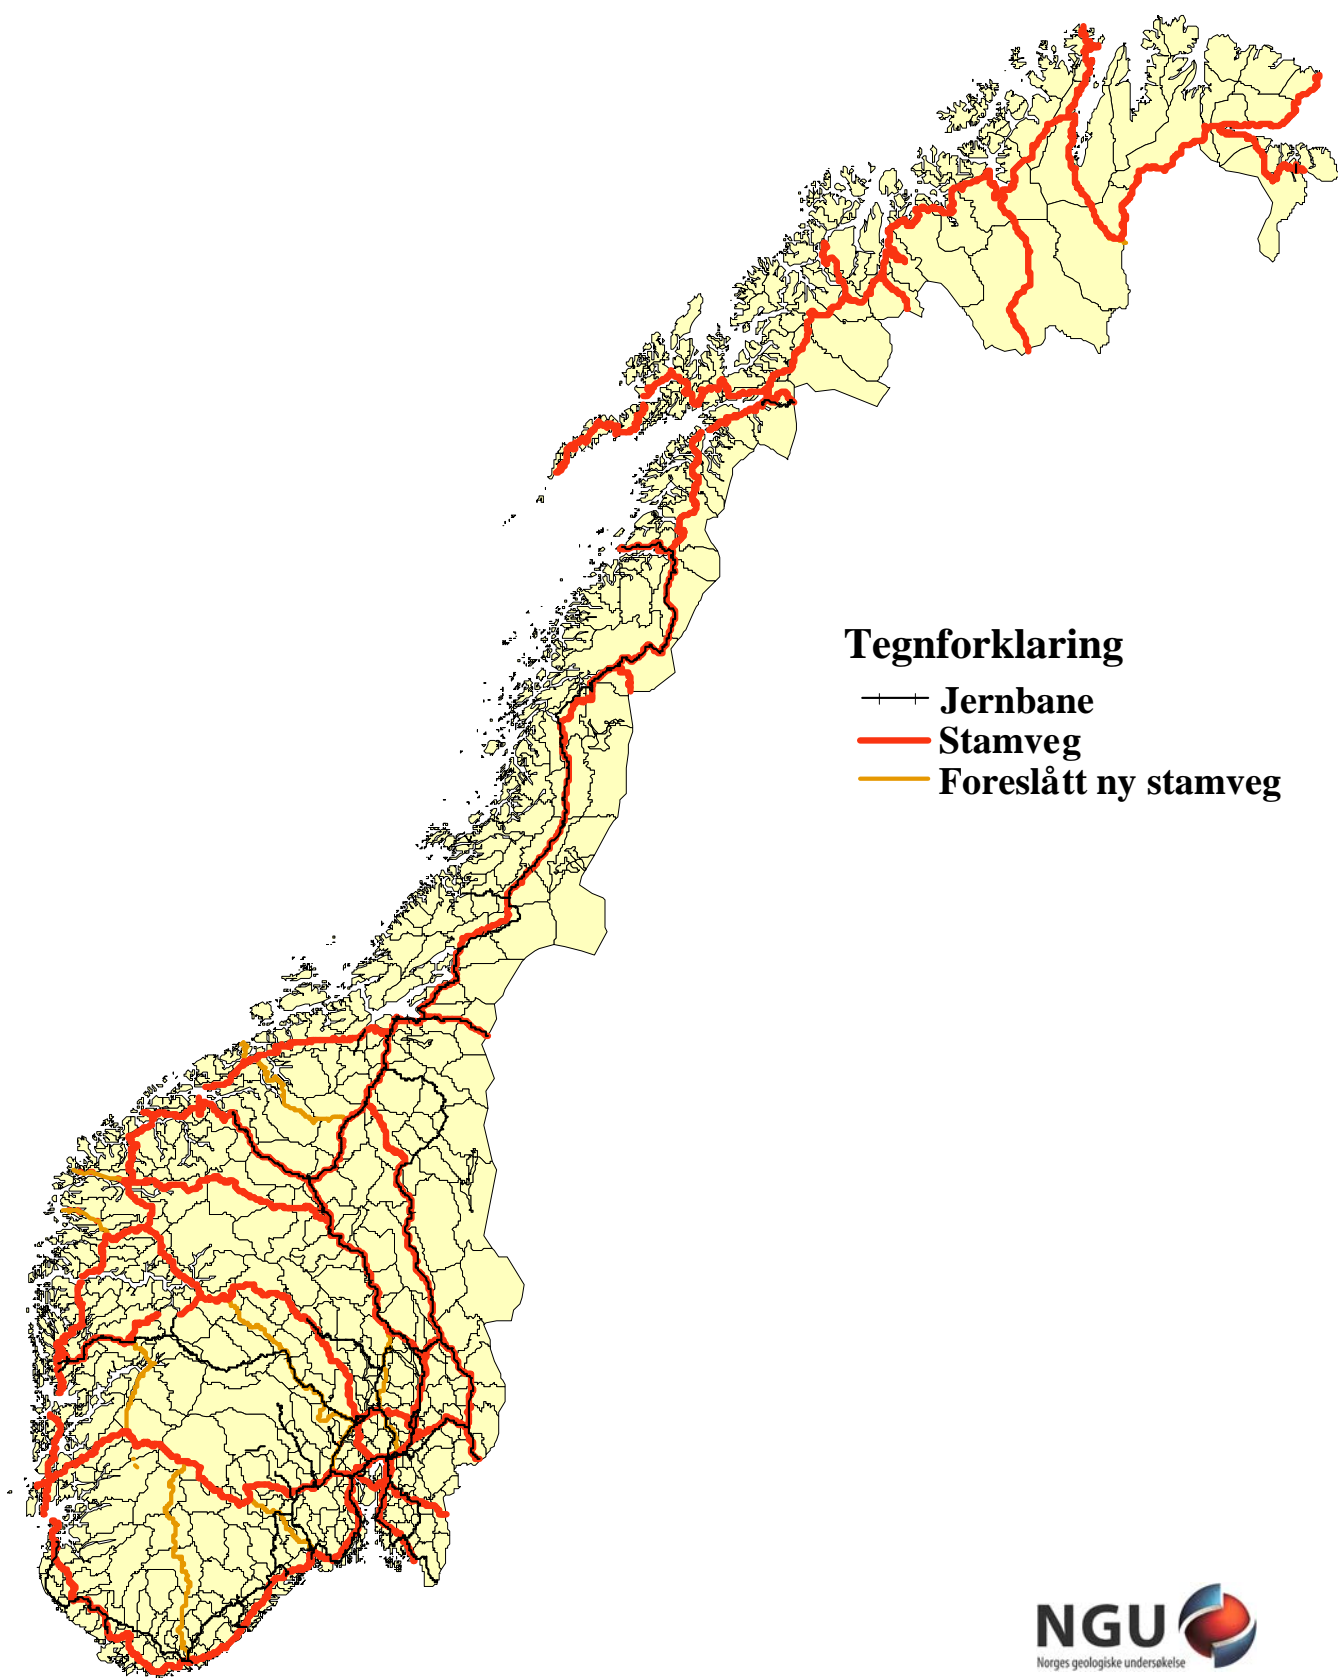 Tegnforklaring
Jernbane
Stamveg
Foreslått ny stamveg
NGU
Norges geologiske undersøkelse